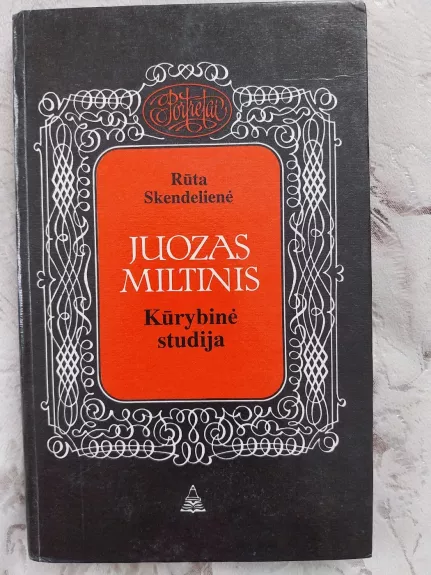 Portretai
Rūta
Skendelienė
JUOZAS
MILTINIS
Kūrybinė
studija